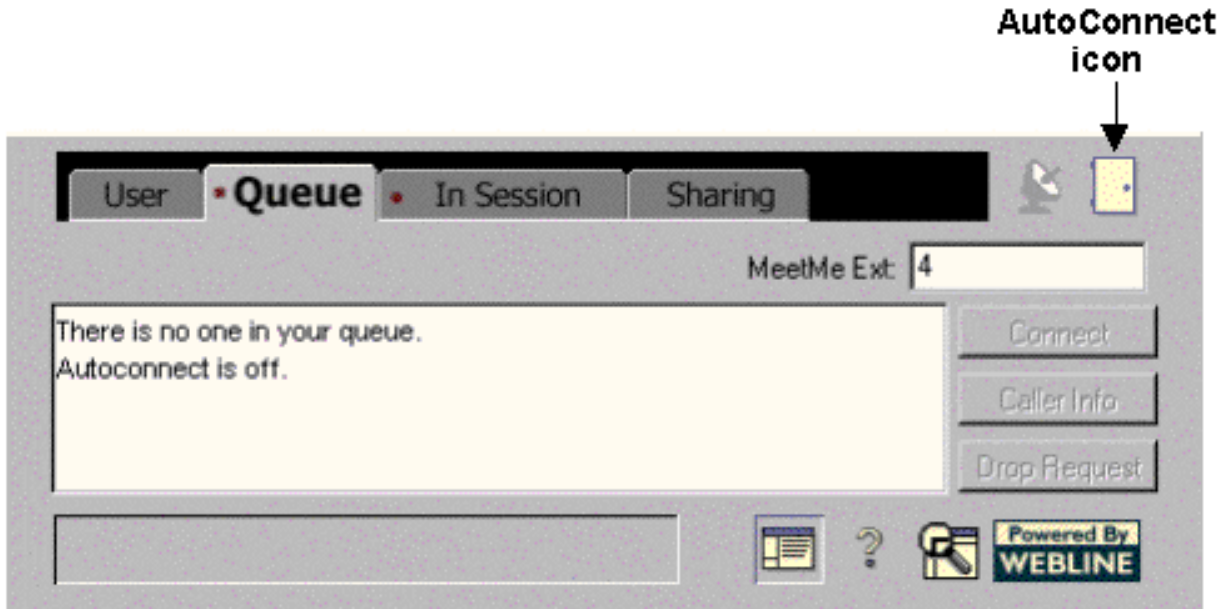 AutoConnect
icon
User Queue In Session Sharing
MeetMe Ext: 4
There is no one in your queue.
Autoconnect is off.
Connect
Caller Info
Drop Request
?
Powered By
WEBLINE